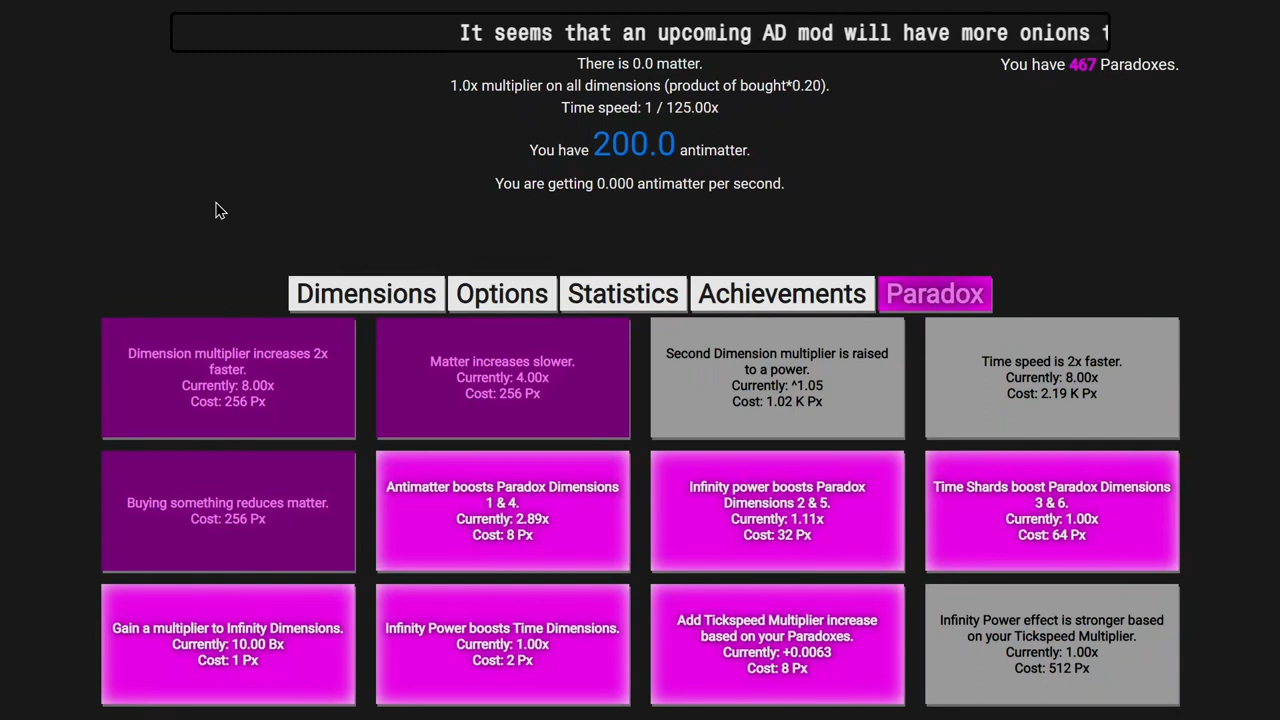 It seems that an upcoming AD mod will have more onions
There is 0.0 matter.
You have 467 Paradoxes.
1.0x multiplier on all dimensions (product of bought*0.20).
Time speed: 1 / 125.00x
You have 200.0 antimatter.
You are getting 0.000 antimatter per second.
Dimensions
Options
Statistics
Achievements
Paradox
Dimension multiplier increases 2x
faster.
Currently: 8.00x
Cost: 256 Px
Matter increases slower.
Currently: 4.00x
Cost: 256 Px
Second Dimension multiplier is raised
to a power.
Currently: ^1.05
Cost: 1.02 K Px
Time speed is 2x faster.
Currently: 8.00x
Cost: 2.19 K Px
Buying something reduces matter.
Cost: 256 Px
Antimatter boosts Paradox Dimensions
1 & 4.
Currently: 2.89x
Cost: 8 Px
Infinity power boosts Paradox
Dimensions 2 & 5.
Currently: 1.11x
Cost: 32 Px
Time Shards boost Paradox Dimensions
3 & 6.
Currently: 1.00x
Cost: 64 Px
Gain a multiplier to Infinity Dimensions.
Currently: 10.00 Bx
Cost: 1 Px
Infinity Power boosts Time Dimensions.
Currently: 1.00x
Cost: 2 Px
Add Tickspeed Multiplier increase
based on your Paradoxes.
Currently: +0.0063
Cost: 8 Px
Infinity Power effect is stronger based
on your Tickspeed Multiplier.
Currently: 1.00x
Cost: 512 Px